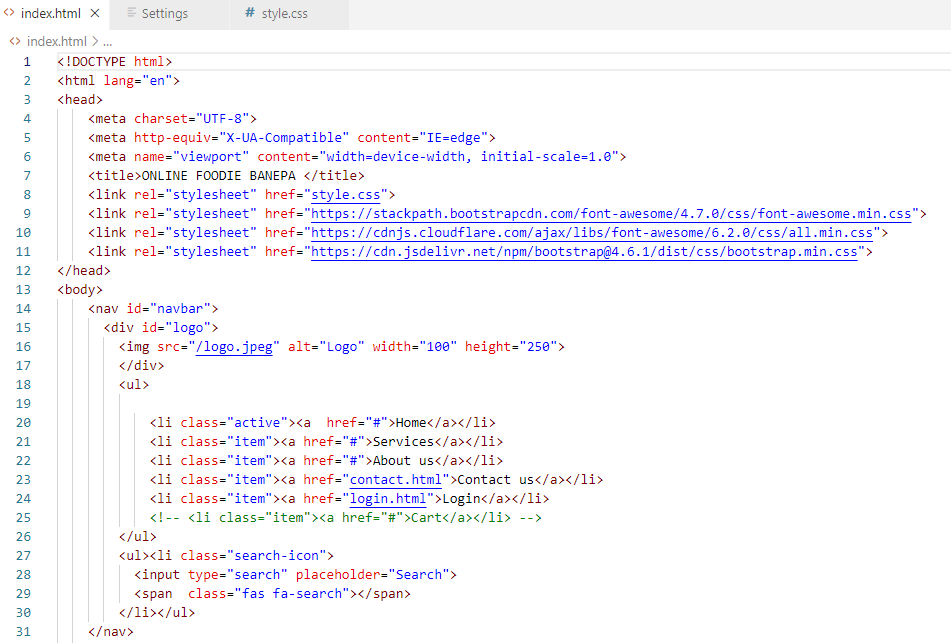 index.html
Settings
# style.css
index.html > ...
1 <!DOCTYPE html>
2 <html lang="en">
3 <head>
4 <meta charset="UTF-8">
5 <meta http-equiv="X-UA-Compatible" content="IE=edge">
6 <meta name="viewport" content="width=device-width, initial-scale=1.0">
7 <title>ONLINE FOODIE BANEPA </title>
8 <link rel="stylesheet" href="style.css">
9 <link rel="stylesheet" href="https://stackpath.bootstrapcdn.com/font-awesome/4.7.0/css/font-awesome.min.css">
10 <link rel="stylesheet" href="https://cdnjs.cloudflare.com/ajax/libs/font-awesome/6.2.0/css/all.min.css">
11 <link rel="stylesheet" href="https://cdn.jsdelivr.net/npm/bootstrap@4.6.1/dist/css/bootstrap.min.css">
12 </head>
13 <body>
14 <nav id="navbar">
15 <div id="logo">
16 <img src="/logo.jpeg" alt="Logo" width="100" height="250">
17 </div>
18 <ul>
19
20 <li class="active"><a  href="#">Home</a></li>
21 <li class="item"><a href="#">Services</a></li>
22 <li class="item"><a href="#">About us</a></li>
23 <li class="item"><a href="contact.html">Contact us</a></li>
24 <li class="item"><a href="login.html">Login</a></li>
25 <!-- <li class="item"><a href="#">Cart</a></li> -->
26 </ul>
27 <ul><li class="search-icon">
28 <input type="search" placeholder="Search">
29 <span  class="fas fa-search"></span>
30 </li></ul>
31 </nav>